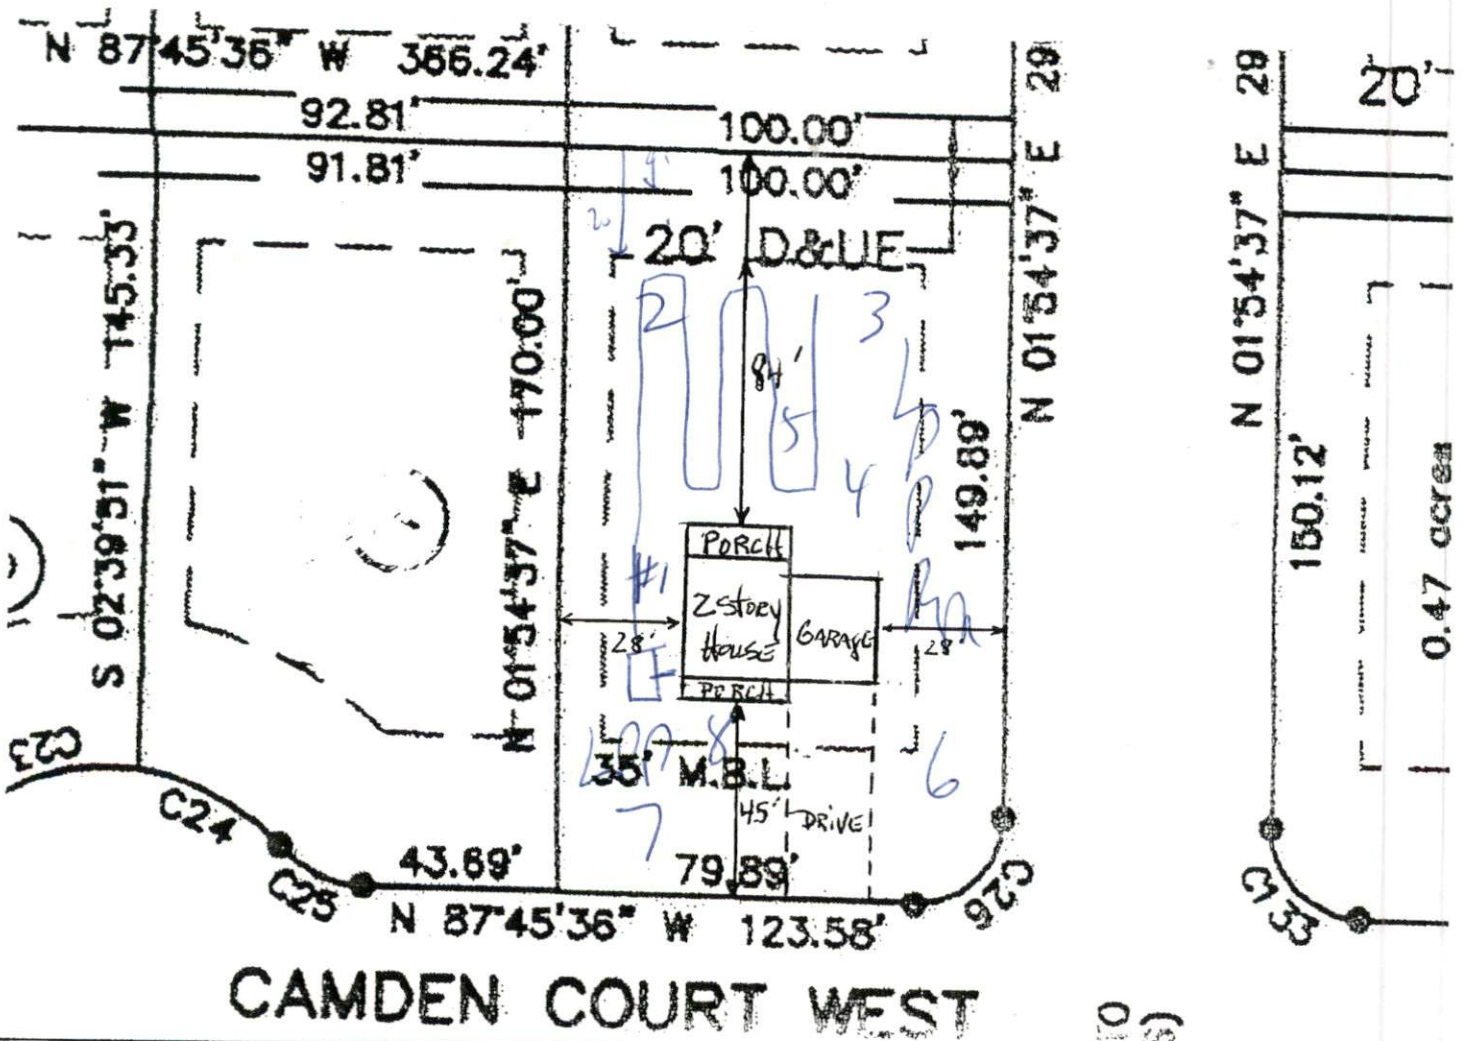 N 87°45'36" W 366.24'
92.81'
100.00'
91.81'
100.00'
20' D.&U.E
9'
20
2
3
84'
5
4
S 02°39'51" W 145.33'
N 01°54'37" E 170.00'
149.89'
N 01°54'37" E 29
N 01°54'37" E 29
20'
150.12'
0.47 acres
PORCH
#1
2 STORY
HOUSE
GARAGE
28'
28'
PORCH
8
35' M.B.L.
6
7
45'
DRIVE
C23
C24
C25
43.69'
79.89'
C26
C133
N 87°45'36" W 123.58'
CAMDEN COURT WEST